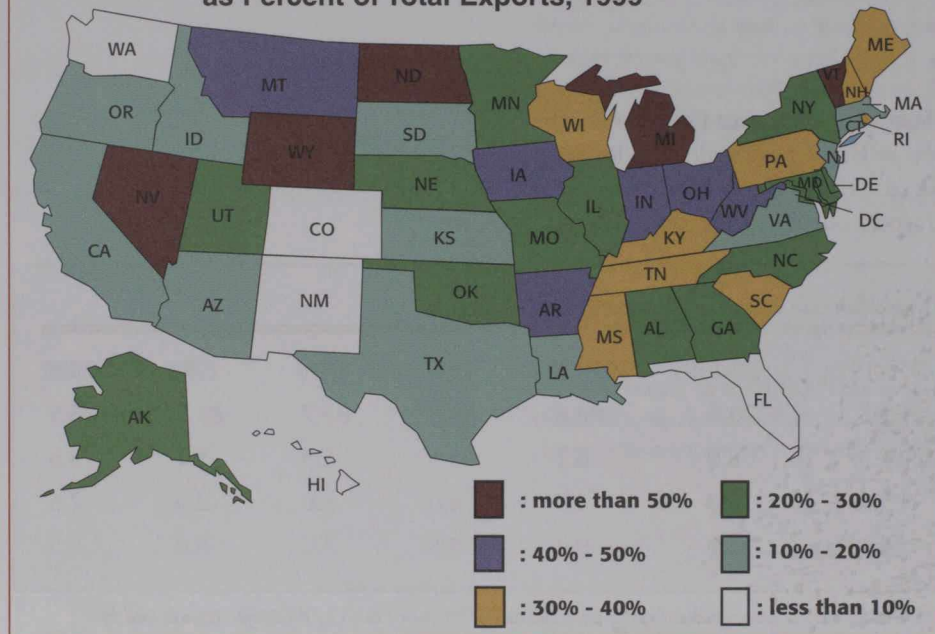 as Percent of Total Exports, 1999
WA
MT
ND
MN
ME
VT
NH
OR
ID
SD
WI
MI
NY
MA
CT
RI
WY
NV
UT
NE
IA
IL
IN
OH
PA
NJ
MD
DE
DC
WV
VA
CA
CO
KS
MO
KY
AZ
NM
OK
AR
TN
NC
SC
TX
LA
MS
AL
GA
FL
AK
HI
: more than 50%
: 20% - 30%
: 40% - 50%
: 10% - 20%
: 30% - 40%
: less than 10%